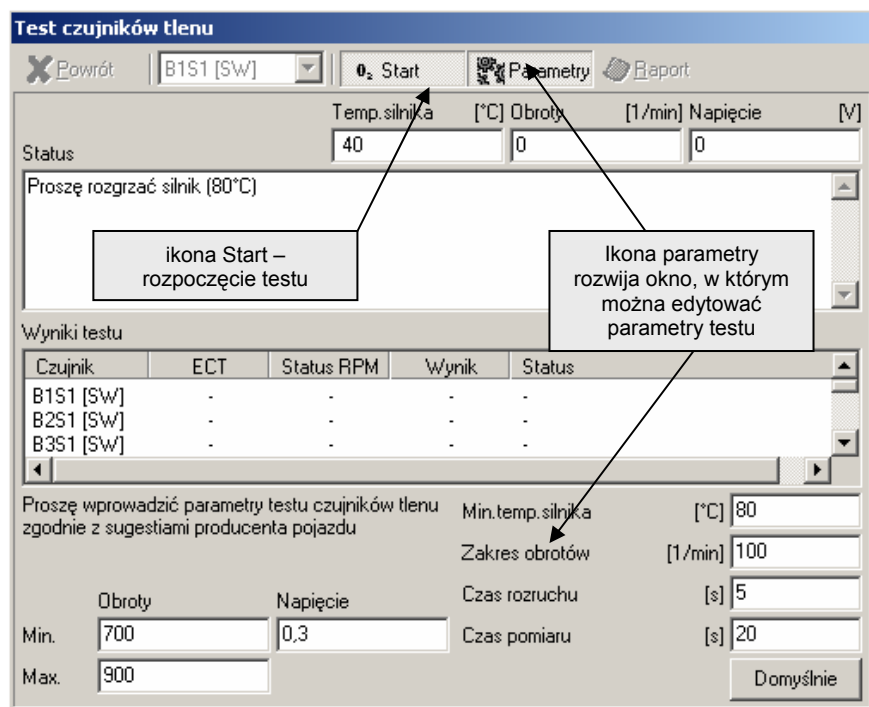 Test czujników tlenu
Powrót B1S1 [SW] O₂ Start Parametry Raport
Temp.silnika [°C] Obroty [1/min] Napięcie [V]
Status 40 0 0
Proszę rozgrzać silnik (80°C)
ikona Start –
rozpoczęcie testu
Ikona parametry
rozwija okno, w którym
można edytować
parametry testu
Wyniki testu
Czujnik ECT Status RPM Wynik Status
B1S1 [SW] - - - -
B2S1 [SW] - - - -
B3S1 [SW] - - - -
Proszę wprowadzić parametry testu czujników tlenu
zgodnie z sugestiami producenta pojazdu
Min.temp.silnika [°C] 80
Zakres obrotów [1/min] 100
Czas rozruchu [s] 5
Czas pomiaru [s] 20
Obroty Napięcie
Min. 700 0,3
Max. 900
Domyślnie